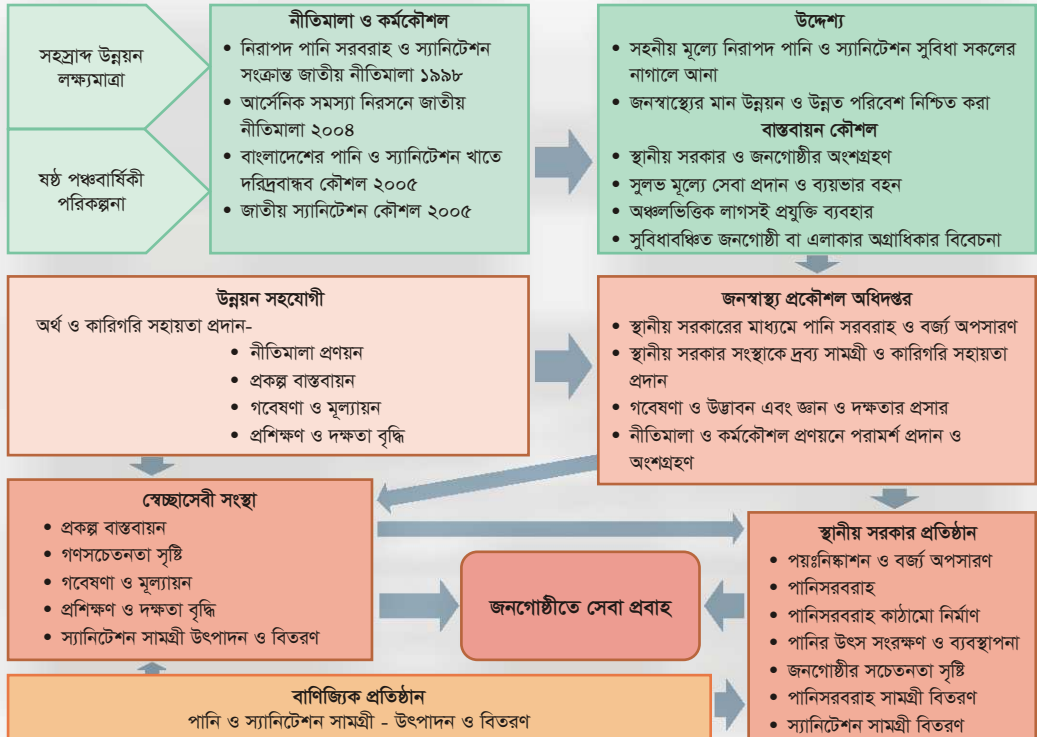 সহস্রাব্দ উন্নয়ন
লক্ষ্যমাত্রা
ষষ্ঠ পঞ্চবার্ষিকী
পরিকল্পনা
নীতিমালা ও কর্মকৌশল
• নিরাপদ পানি সরবরাহ ও স্যানিটেশন
সংক্রান্ত জাতীয় নীতিমালা ১৯৯৮
• আর্সেনিক সমস্যা নিরসনে জাতীয়
নীতিমালা ২০০৪
• বাংলাদেশের পানি ও স্যানিটেশন খাতে
দরিদ্রবান্ধব কৌশল ২০০৫
• জাতীয় স্যানিটেশন কৌশল ২০০৫
উদ্দেশ্য
• সহনীয় মূল্যে নিরাপদ পানি ও স্যানিটেশন সুবিধা সকলের
নাগালে আনা
• জনস্বাস্থ্যের মান উন্নয়ন ও উন্নত পরিবেশ নিশ্চিত করা
বাস্তবায়ন কৌশল
• স্থানীয় সরকার ও জনগোষ্ঠীর অংশগ্রহণ
• সুলভ মূল্যে সেবা প্রদান ও ব্যয়ভার বহন
• অঞ্চলভিত্তিক লাগসই প্রযুক্তি ব্যবহার
• সুবিধাবঞ্চিত জনগোষ্ঠী বা এলাকার অগ্রাধিকার বিবেচনা
উন্নয়ন সহযোগী
অর্থ ও কারিগরি সহায়তা প্রদান-
• নীতিমালা প্রণয়ন
• প্রকল্প বাস্তবায়ন
• গবেষণা ও মূল্যায়ন
• প্রশিক্ষণ ও দক্ষতা বৃদ্ধি
জনস্বাস্থ্য প্রকৌশল অধিদপ্তর
• স্থানীয় সরকারের মাধ্যমে পানি সরবরাহ ও বর্জ্য অপসারণ
• স্থানীয় সরকার সংস্থাকে দ্রব্য সামগ্রী ও কারিগরি সহায়তা
প্রদান
• গবেষণা ও উদ্ভাবন এবং জ্ঞান ও দক্ষতার প্রসার
• নীতিমালা ও কর্মকৌশল প্রণয়নে পরামর্শ প্রদান ও
অংশগ্রহণ
স্বেচ্ছাসেবী সংস্থা
• প্রকল্প বাস্তবায়ন
• গণসচেতনতা সৃষ্টি
• গবেষণা ও মূল্যায়ন
• প্রশিক্ষণ ও দক্ষতা বৃদ্ধি
• স্যানিটেশন সামগ্রী উৎপাদন ও বিতরণ
জনগোষ্ঠীতে সেবা প্রবাহ
স্থানীয় সরকার প্রতিষ্ঠান
• পয়ঃনিষ্কাশন ও বর্জ্য অপসারণ
• পানিসরবরাহ
• পানিসরবরাহ কাঠামো নির্মাণ
• পানির উৎস সংরক্ষণ ও ব্যবস্থাপনা
• জনগোষ্ঠীর সচেতনতা সৃষ্টি
• পানিসরবরাহ সামগ্রী বিতরণ
• স্যানিটেশন সামগ্রী বিতরণ
বাণিজ্যিক প্রতিষ্ঠান
পানি ও স্যানিটেশন সামগ্রী - উৎপাদন ও বিতরণ